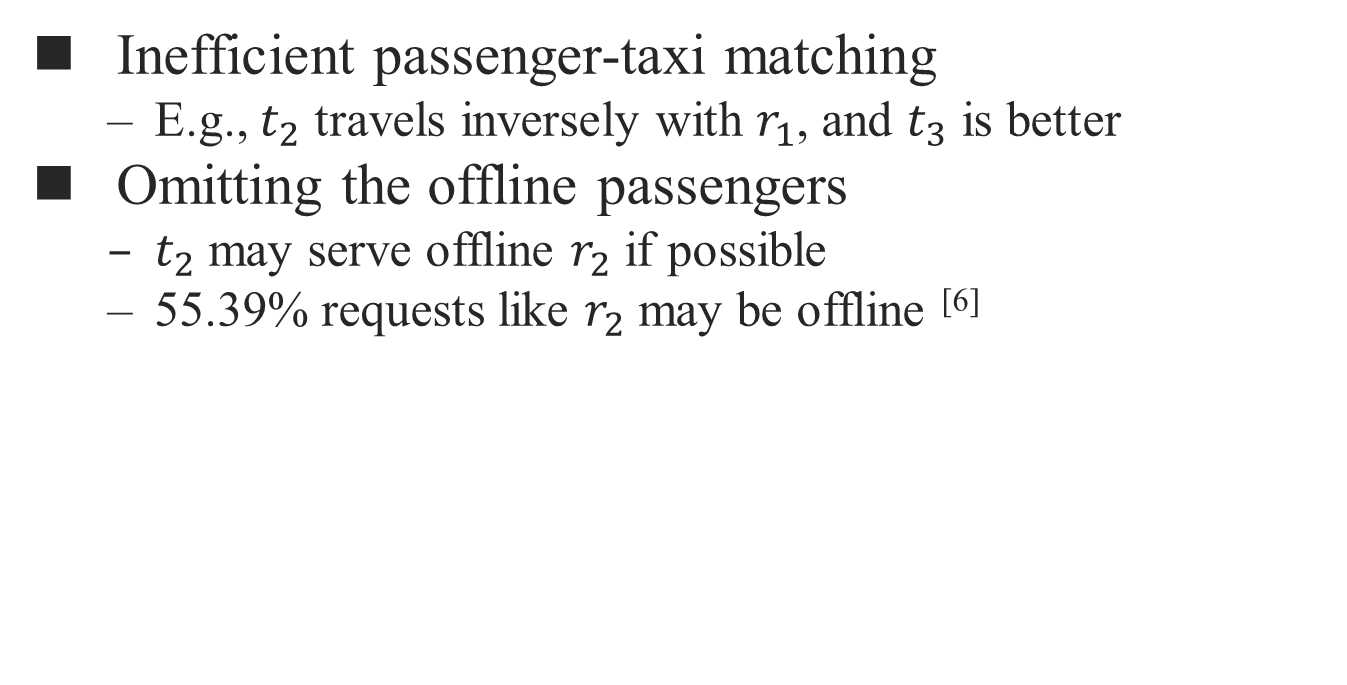 ■ Inefficient passenger-taxi matching
– E.g., t₂ travels inversely with r₁, and t₃ is better
■ Omitting the offline passengers
– t₂ may serve offline r₂ if possible
– 55.39% requests like r₂ may be offline [6]